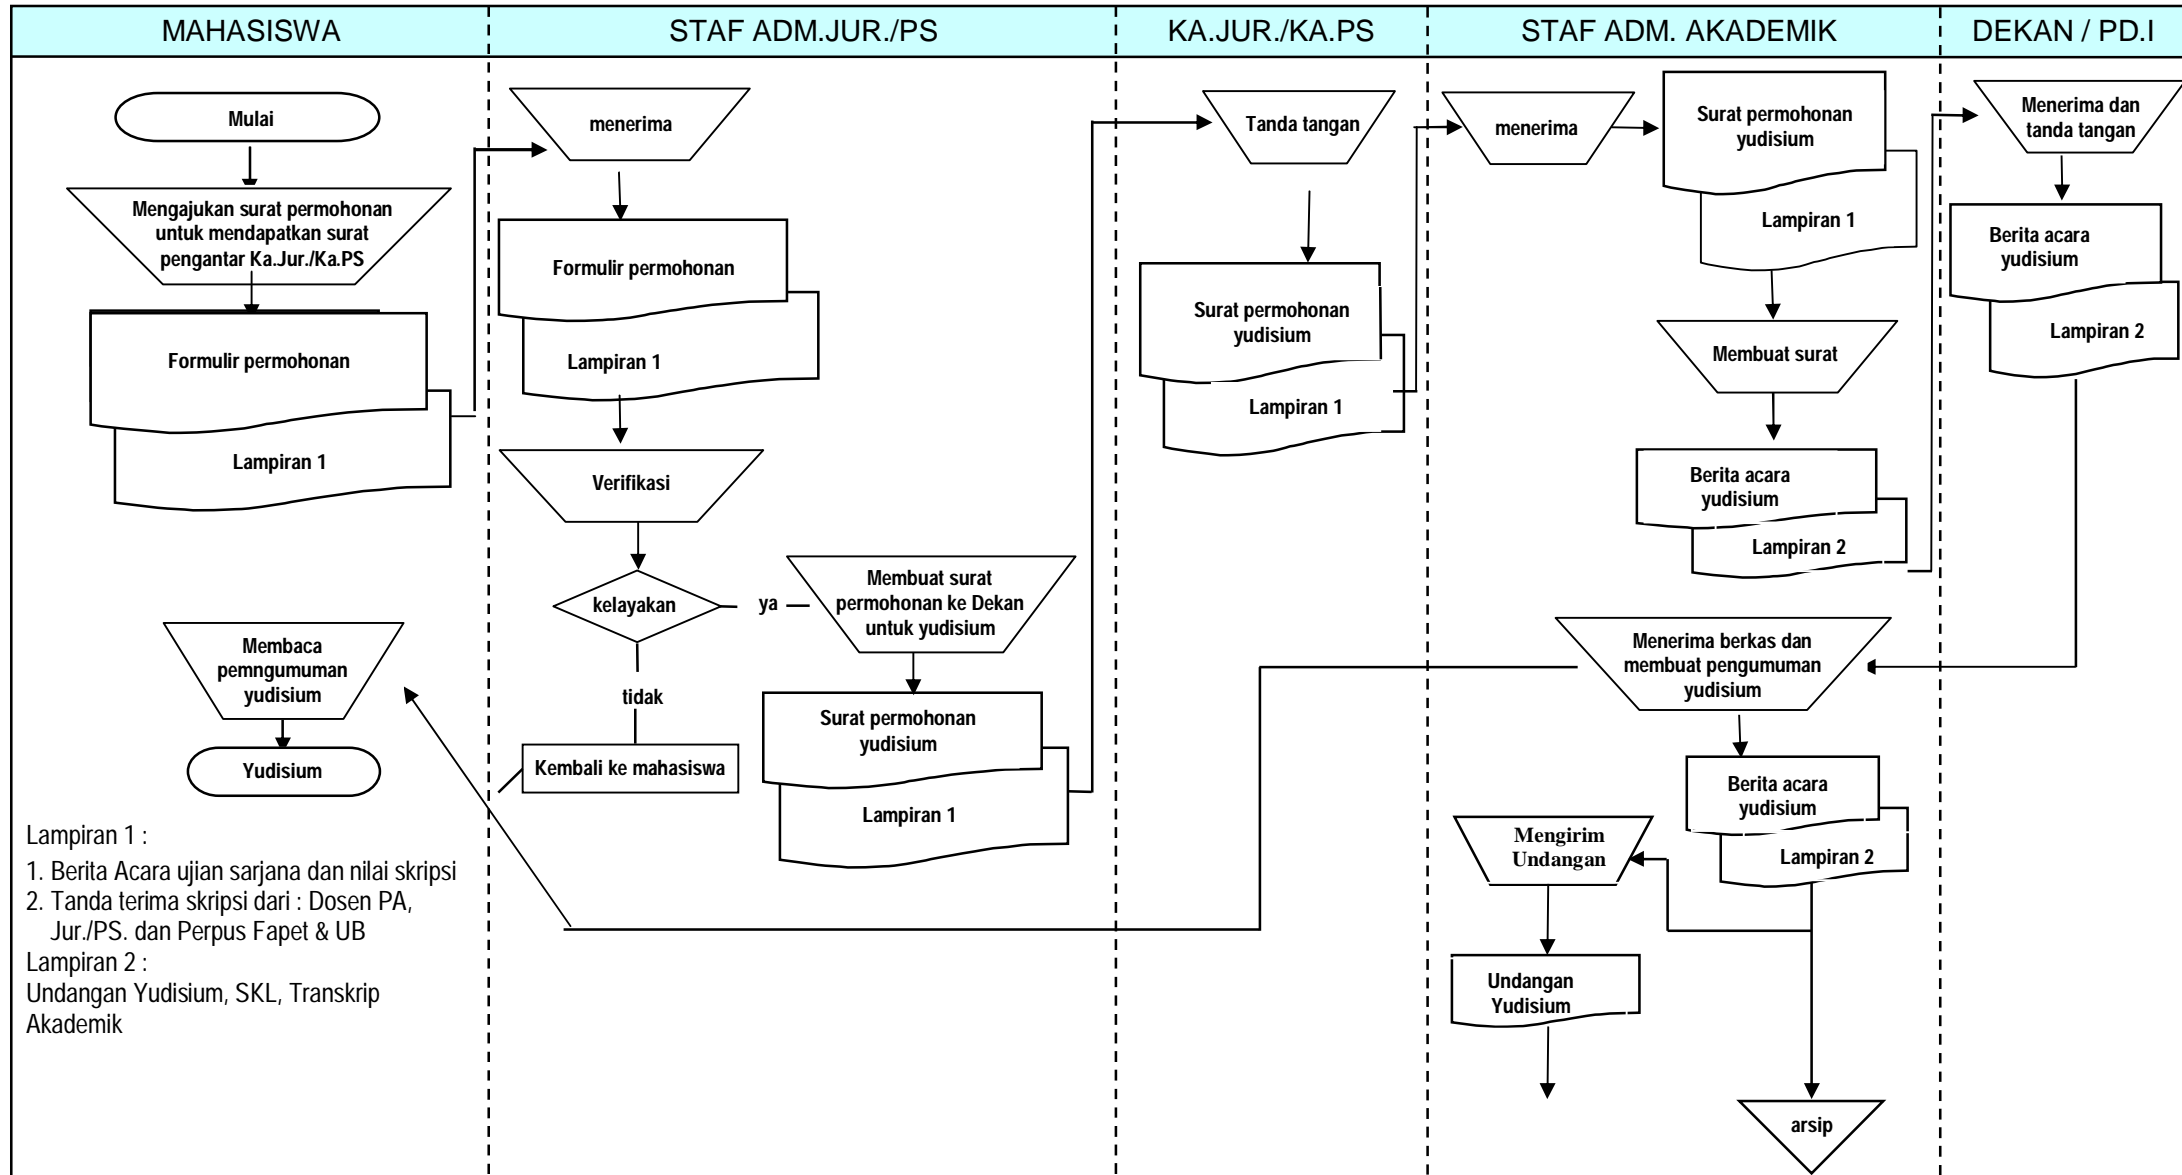 MAHASISWA
STAF ADM.JUR./PS
KA.JUR./KA.PS
STAF ADM. AKADEMIK
DEKAN / PD.I
Mulai
Mengajukan surat permohonan
untuk mendapatkan surat
pengantar Ka.Jur./Ka.PS
Formulir permohonan
Lampiran 1
Membaca
pemngumuman
yudisium
Yudisium
Lampiran 1 :
1. Berita Acara ujian sarjana dan nilai skripsi
2. Tanda terima skripsi dari : Dosen PA,
Jur./PS. dan Perpus Fapet & UB
Lampiran 2 :
Undangan Yudisium, SKL, Transkrip
Akademik
menerima
Formulir permohonan
Lampiran 1
Verifikasi
kelayakan
ya
tidak
Kembali ke mahasiswa
Membuat surat
permohonan ke Dekan
untuk yudisium
Surat permohonan
yudisium
Lampiran 1
Tanda tangan
Surat permohonan
yudisium
Lampiran 1
menerima
Surat permohonan
yudisium
Lampiran 1
Membuat surat
Berita acara
yudisium
Lampiran 2
Menerima berkas dan
membuat pengumuman
yudisium
Berita acara
yudisium
Lampiran 2
Mengirim
Undangan
Undangan
Yudisium
arsip
Menerima dan
tanda tangan
Berita acara
yudisium
Lampiran 2